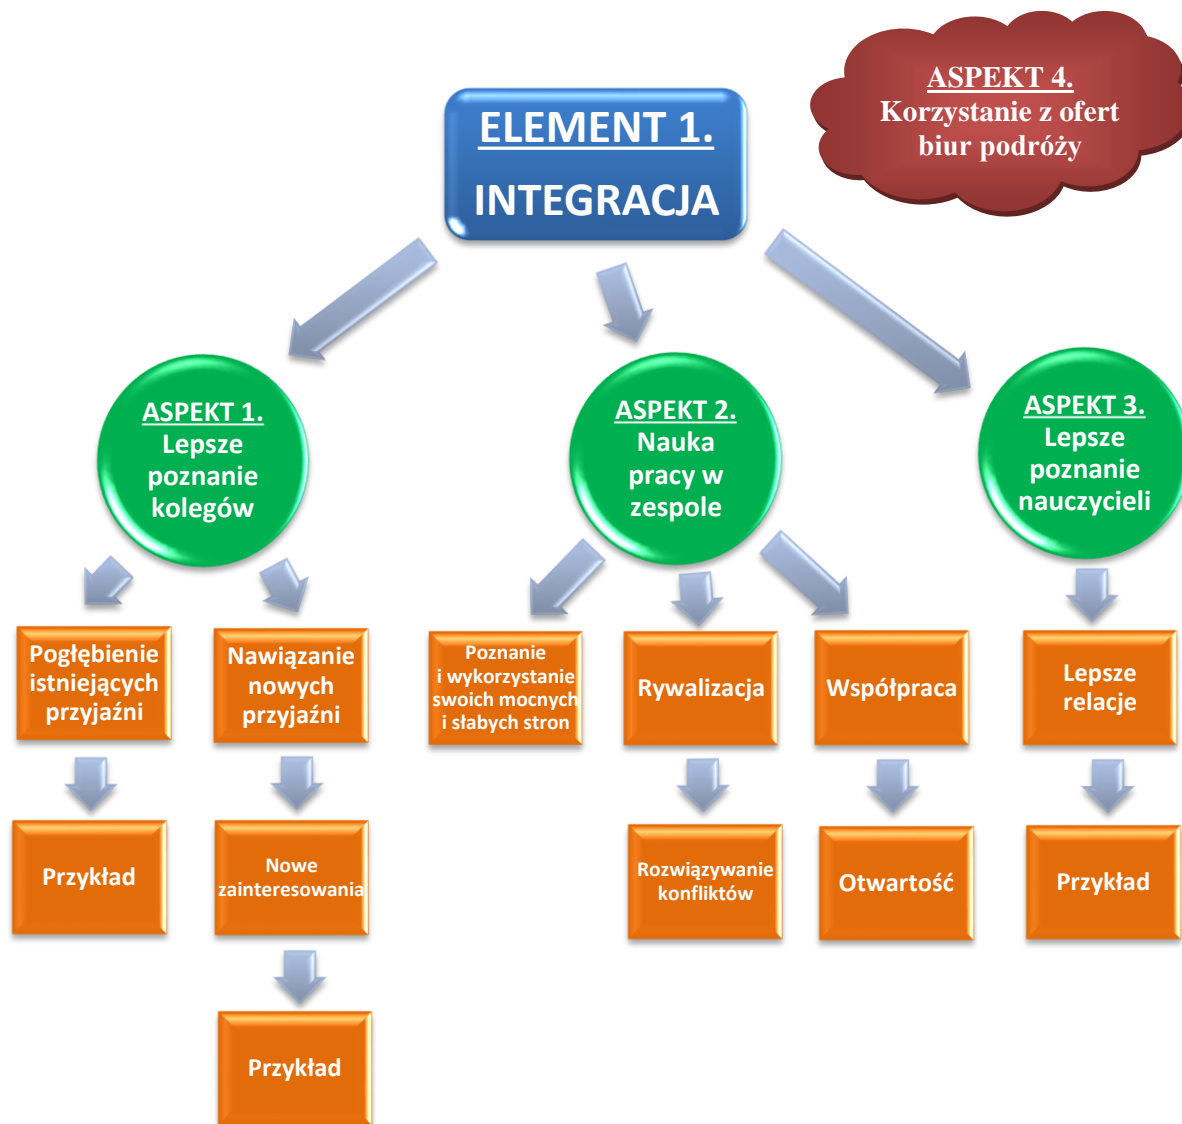 ASPEKT 4.
Korzystanie z ofert
biur podróży
ELEMENT 1.
INTEGRACJA
ASPEKT 1.
Lepsze
poznanie
kolegów
ASPEKT 2.
Nauka
pracy w
zespole
ASPEKT 3.
Lepsze
poznanie
nauczycieli
Pogłębienie
istniejących
przyjaźni
Nawiązanie
nowych
przyjaźni
Poznanie
i wykorzystanie
swoich mocnych
i słabych stron
Rywalizacja
Współpraca
Lepsze
relacje
Przykład
Nowe
zainteresowania
Rozwiązywanie
konfliktów
Otwartość
Przykład
Przykład